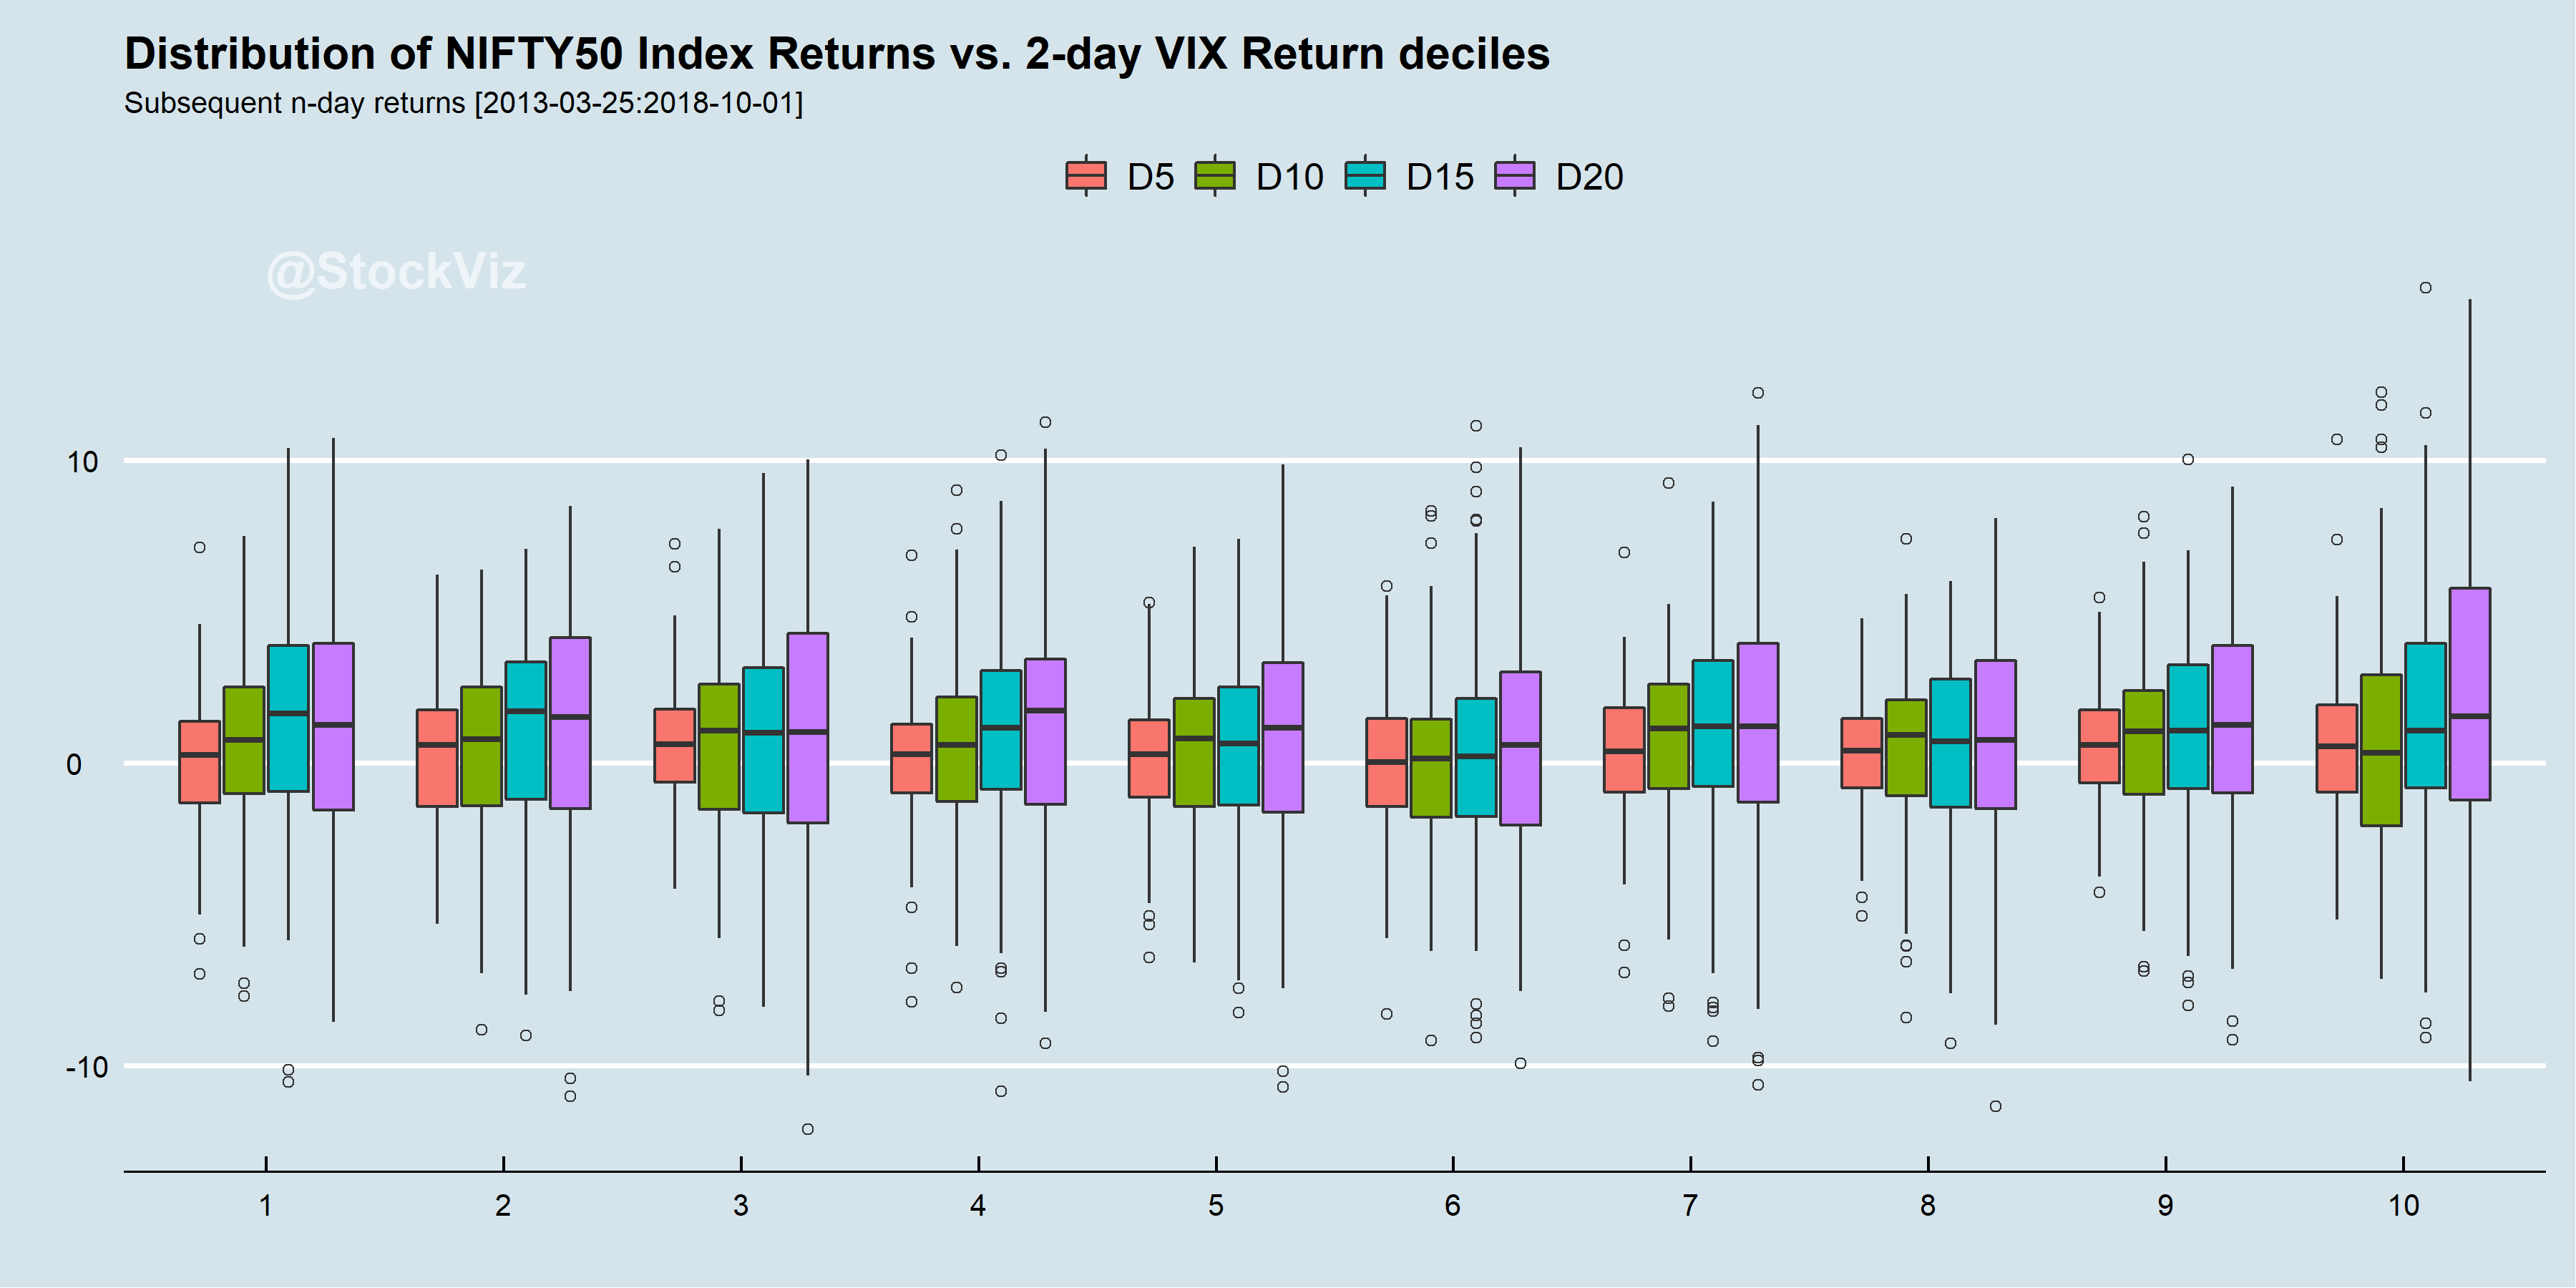 Distribution of NIFTY50 Index Returns vs. 2-day VIX Return deciles
Subsequent n-day returns [2013-03-25:2018-10-01]
D5 D10 D15 D20
@StockViz
10
0
-10
1 2 3 4 5 6 7 8 9 10